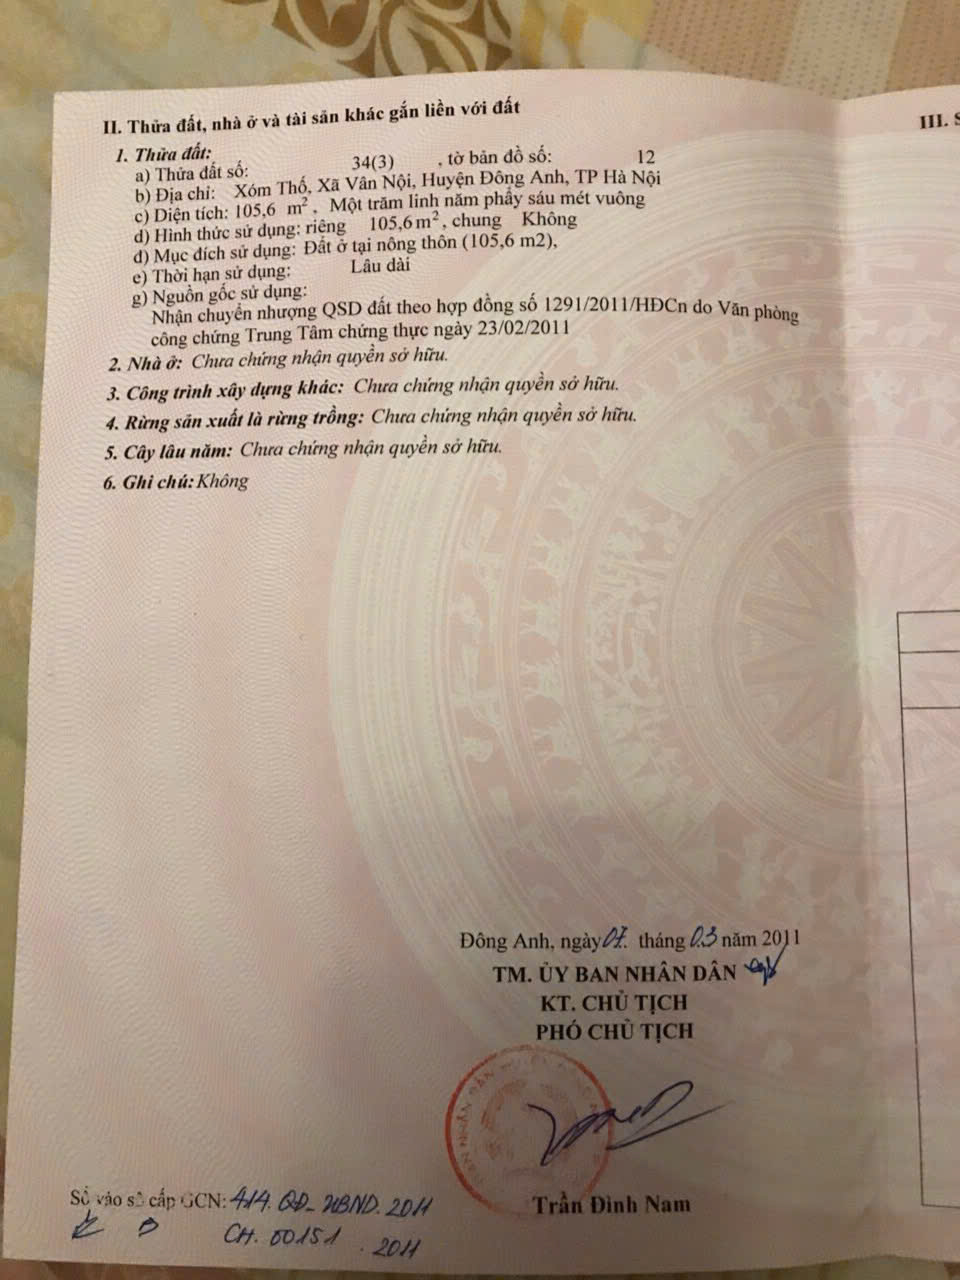 II. Thửa đất, nhà ở và tài sản khác gắn liền với đất
III. S
1. Thửa đất:
a) Thửa đất số: 34(3) , tờ bản đồ số: 12
b) Địa chỉ: Xóm Thố, Xã Vân Nội, Huyện Đông Anh, TP Hà Nội
c) Diện tích: 105,6 m², Một trăm linh năm phẩy sáu mét vuông
d) Hình thức sử dụng: riêng 105,6 m², chung Không
đ) Mục đích sử dụng: Đất ở tại nông thôn (105,6 m2),
e) Thời hạn sử dụng: Lâu dài
g) Nguồn gốc sử dụng:
Nhận chuyển nhượng QSD đất theo hợp đồng số 1291/2011/HĐCn do Văn phòng
công chứng Trung Tâm chứng thực ngày 23/02/2011
2. Nhà ở: Chưa chứng nhận quyền sở hữu.
3. Công trình xây dựng khác: Chưa chứng nhận quyền sở hữu.
4. Rừng sản xuất là rừng trồng: Chưa chứng nhận quyền sở hữu.
5. Cây lâu năm: Chưa chứng nhận quyền sở hữu.
6. Ghi chú: Không
Đông Anh, ngày 07. tháng 03 năm 2011
TM. ỦY BAN NHÂN DÂN
KT. CHỦ TỊCH
PHÓ CHỦ TỊCH
Trần Đình Nam
Số vào sổ cấp GCN: 414. QĐ_UBND. 2011
CH. 00151 . 2011